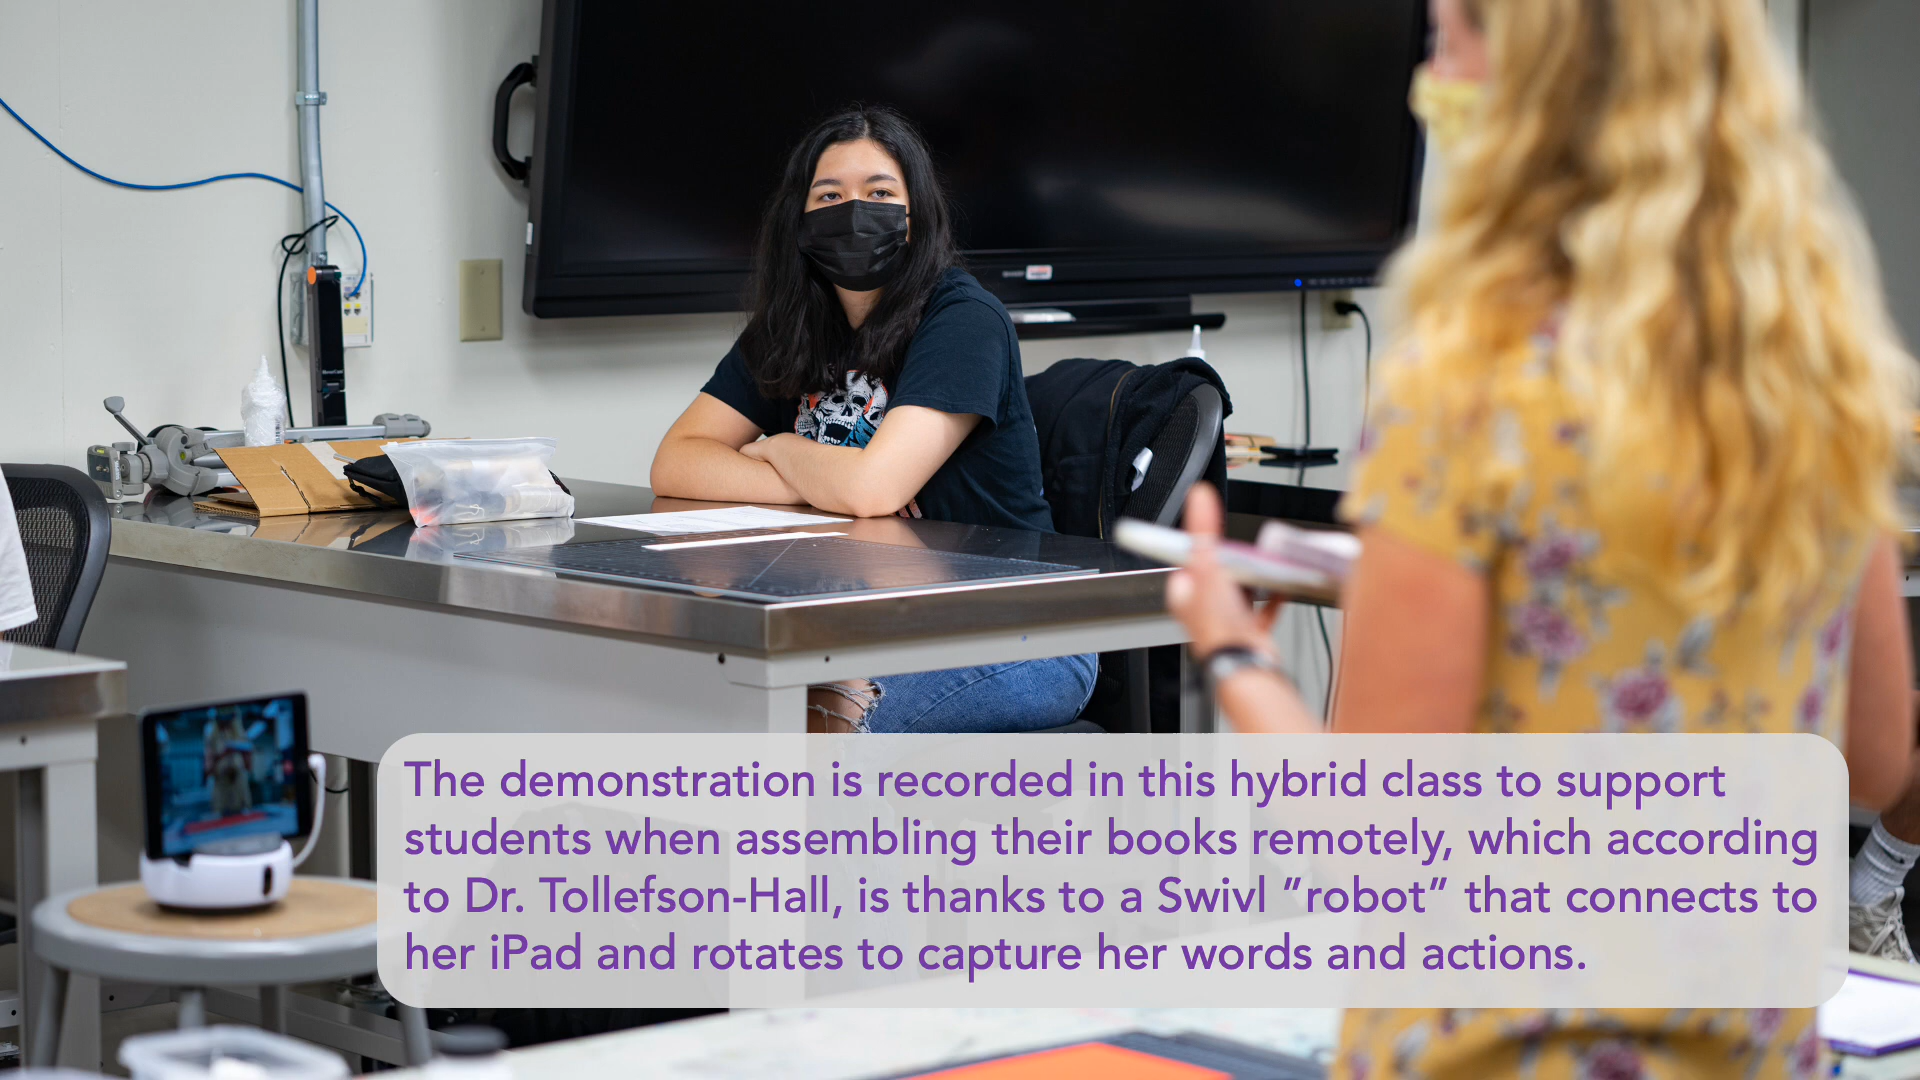 The demonstration is recorded in this hybrid class to support
students when assembling their books remotely, which according
to Dr. Tollefson-Hall, is thanks to a Swivl ”robot” that connects to
her iPad and rotates to capture her words and actions.